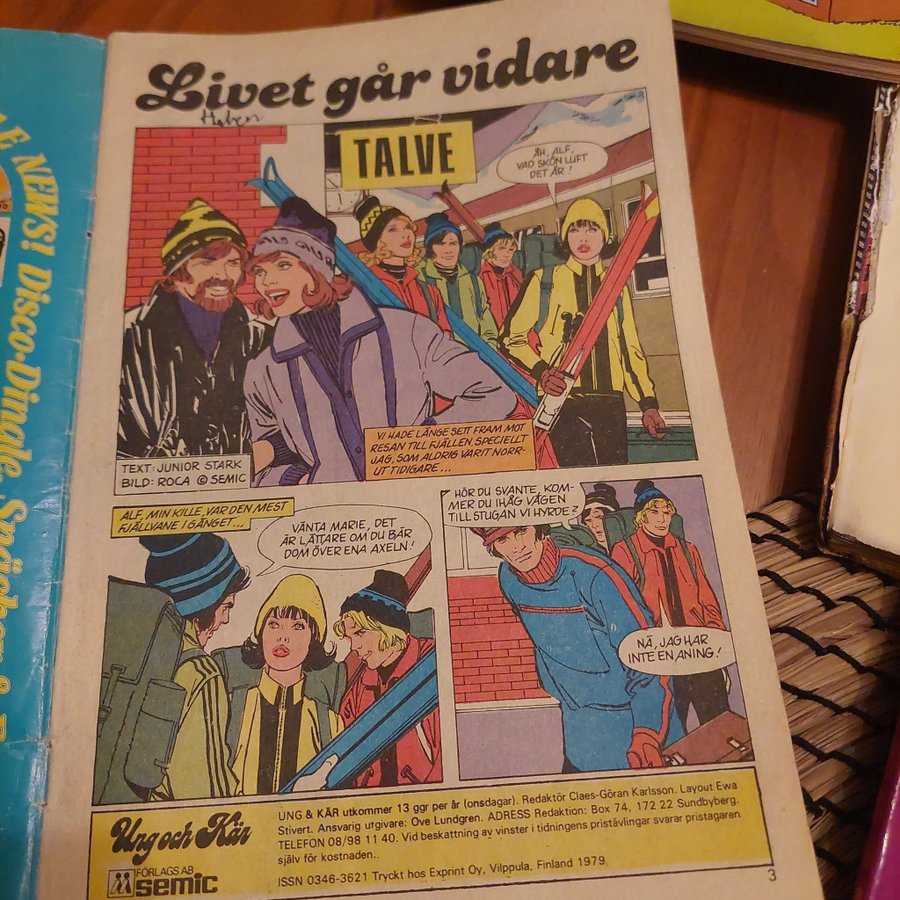 Livet går vidare
TALVE
ÅH, ALF,
VAD SKÖN LUFT
DET ÄR!
VI HADE LÄNGE SETT FRAM MOT
RESAN TILL FJÄLLEN. SPECIELLT
JAG, SOM ALDRIG VARIT NORR-
UT TIDIGARE...
TEXT: JUNIOR STARK
BILD: ROCA © SEMIC
ALF, MIN KILLE, VAR DEN MEST
FJÄLLVANE I GÄNGET...
VÄNTA MARIE, DET
ÄR LÄTTARE OM DU BÄR
DOM ÖVER ENA AXELN!
HÖR DU SVANTE, KOM-
MER DU IHÅG VÄGEN
TILL STUGAN VI HYRDE?
NÄ, JAG HAR
INTE EN ANING!
Ung och Kär
FÖRLAGS AB
semic
UNG & KÄR utkommer 13 ggr per år (onsdagar). Redaktör Claes-Göran Karlsson. Layout Ewa
Stivert. Ansvarig utgivare: Ove Lundgren. ADRESS Redaktion: Box 74, 172 22 Sundbyberg.
TELEFON 08/98 11 40. Vid beskattning av vinster i tidningens pristävlingar svarar pristagaren
själv för kostnaden..
ISSN 0346-3621 Tryckt hos Exprint Oy, Vilppula, Finland 1979
3
NEWS! Disco-Dingle